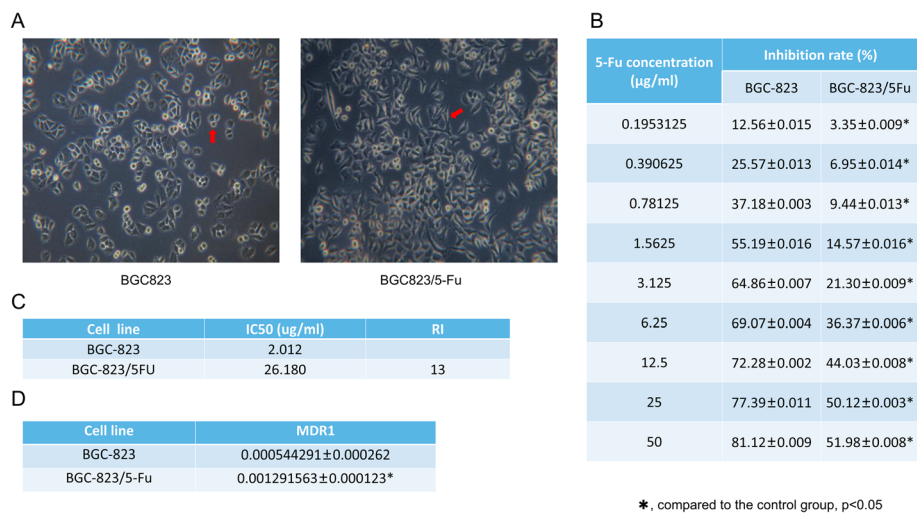 A
BGC823
BGC823/5-Fu
B
5-Fu concentration (μg/ml)
Inhibition rate (%)
BGC-823 BGC-823/5Fu
0.1953125 12.56±0.015 3.35±0.009*
0.390625 25.57±0.013 6.95±0.014*
0.78125 37.18±0.003 9.44±0.013*
1.5625 55.19±0.016 14.57±0.016*
3.125 64.86±0.007 21.30±0.009*
6.25 69.07±0.004 36.37±0.006*
12.5 72.28±0.002 44.03±0.008*
25 77.39±0.011 50.12±0.003*
50 81.12±0.009 51.98±0.008*
C
Cell line IC50 (ug/ml) RI
BGC-823 2.012
BGC-823/5FU 26.180 13
D
Cell line MDR1
BGC-823 0.000544291±0.000262
BGC-823/5-Fu 0.001291563±0.000123*
*, compared to the control group, p<0.05